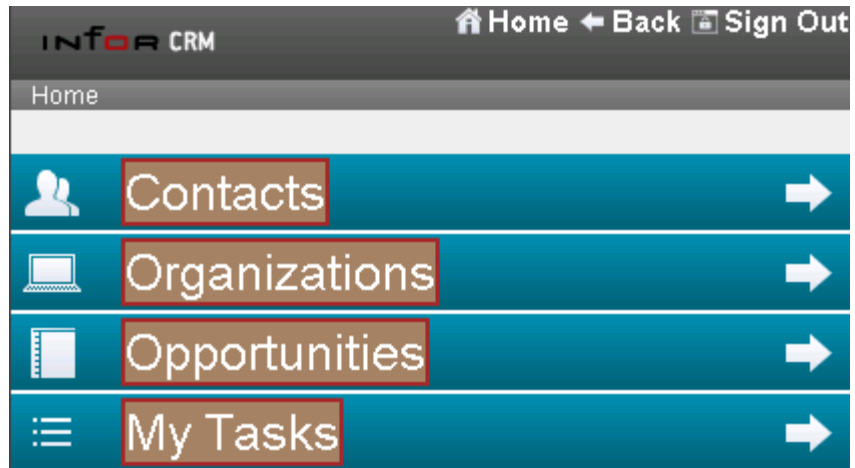 infor CRM
Home Back Sign Out
Home
Contacts
Organizations
Opportunities
My Tasks